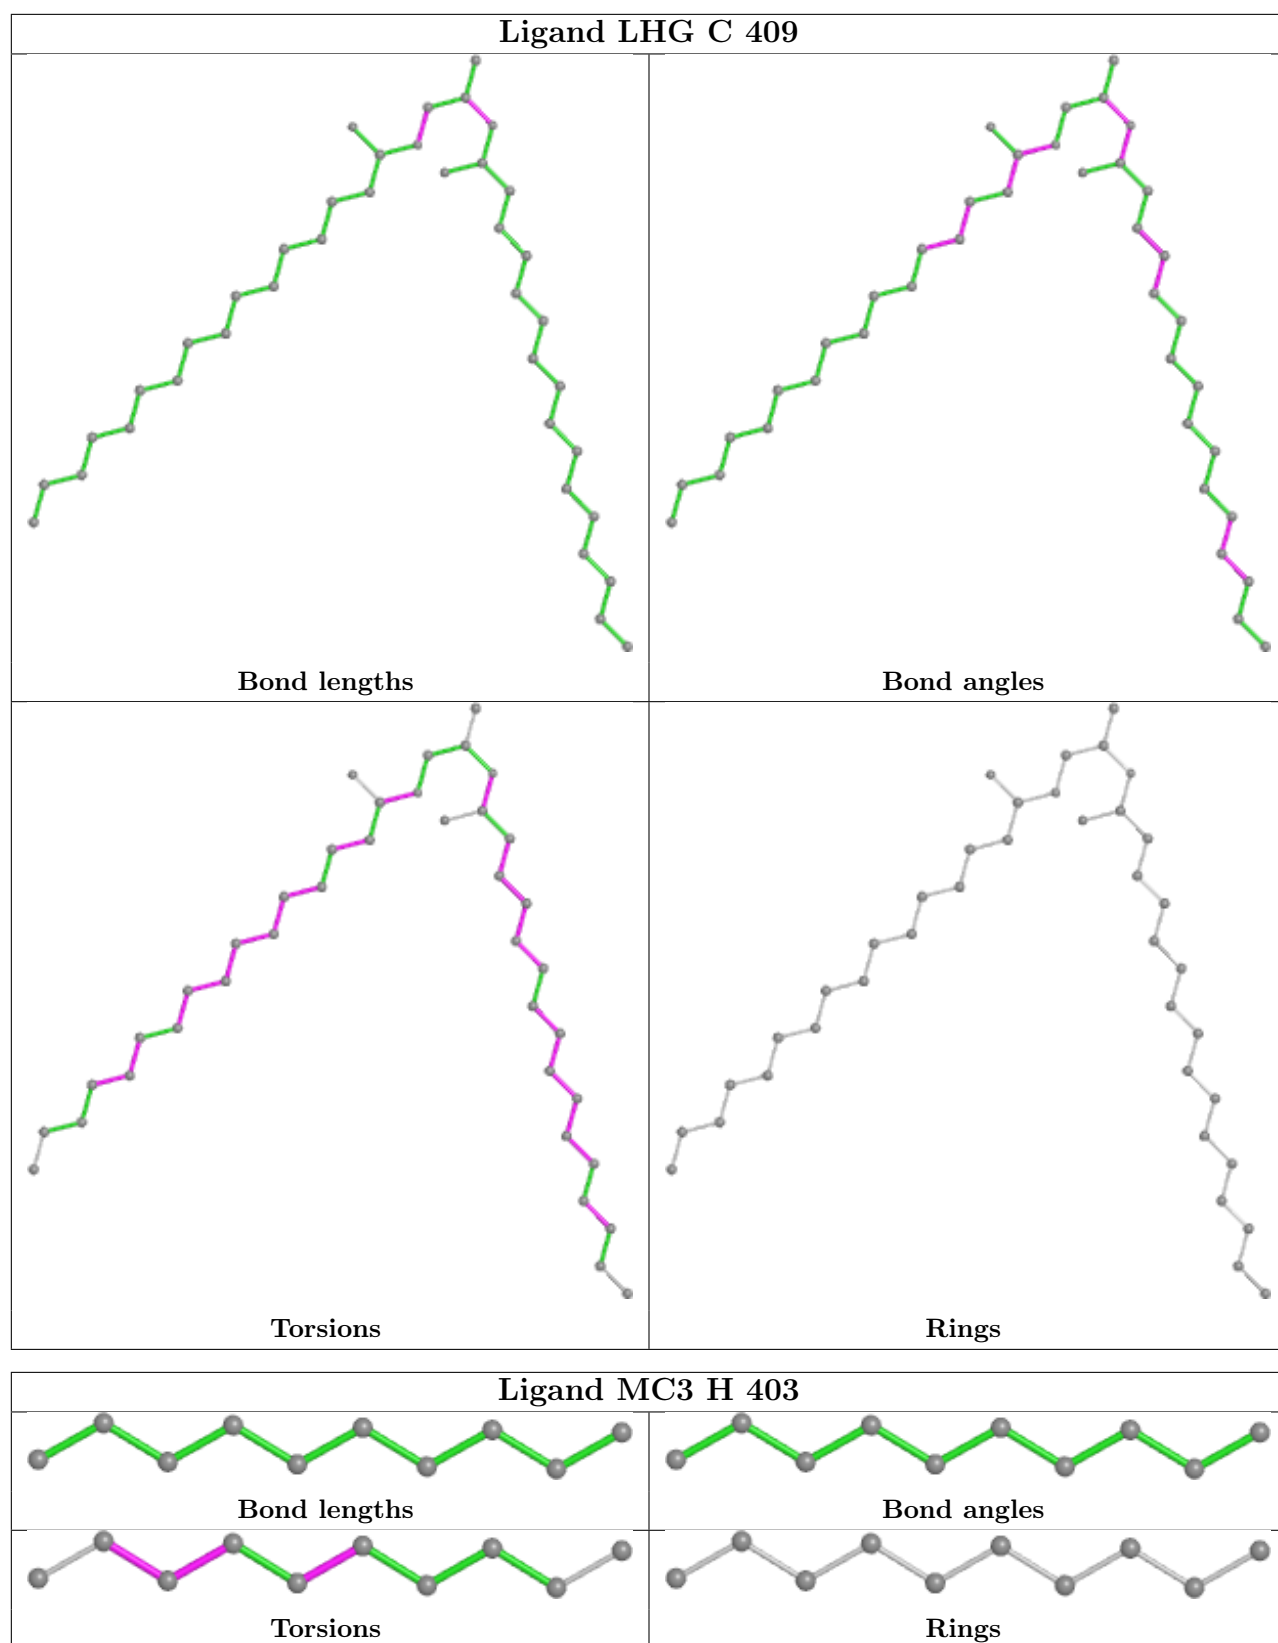 Ligand LHG C 409
Bond lengths
Bond angles
Torsions
Rings
Ligand MC3 H 403
Bond lengths
Bond angles
Torsions
Rings